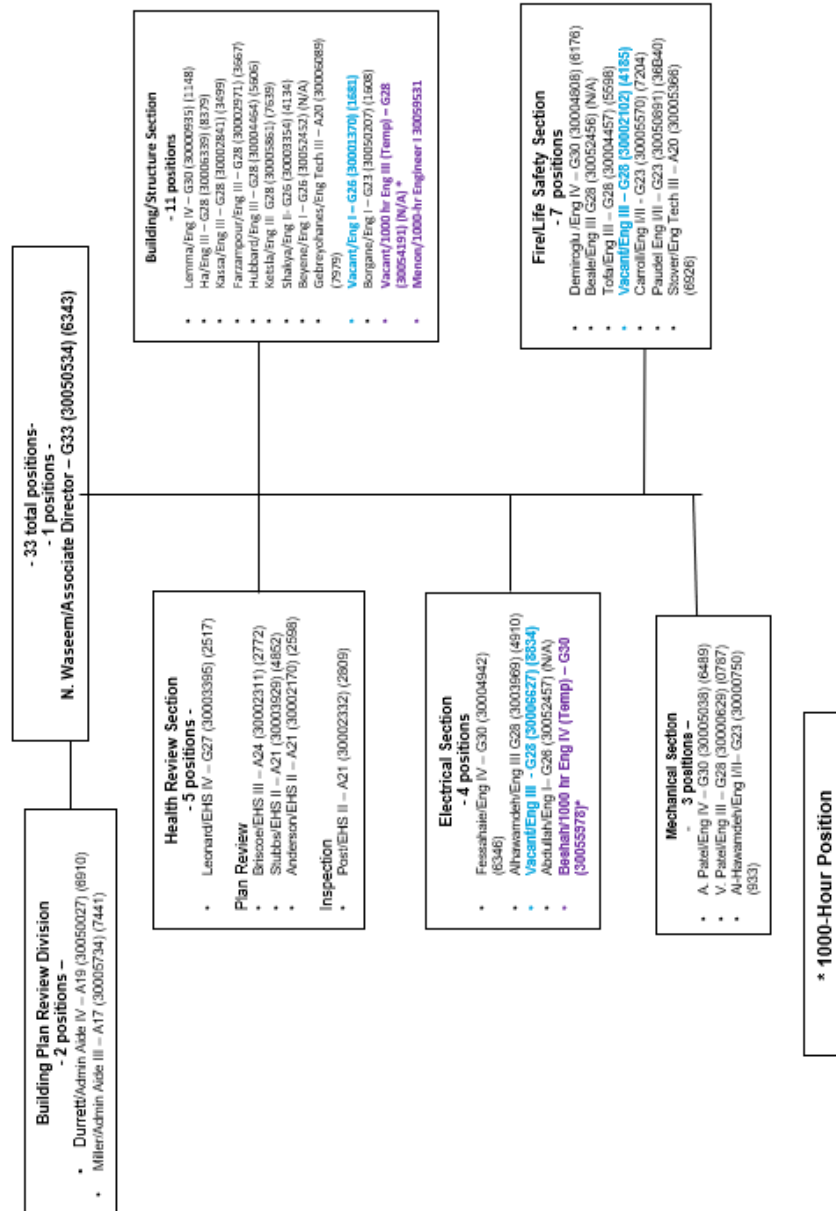 - 33 total positions-
- 1 positions -
N. Waseem/Associate Director – G33 (30050534) (6343)
Building Plan Review Division
- 2 positions –
• Durrett/Admin Aide IV – A19 (30050027) (6910)
• Miller/Admin Aide III – A17 (30005734) (7441)
Health Review Section
- 5 positions -
• Leonard/EHS IV – G27 (30003395) (2517)
Plan Review
• Briscoe/EHS III – A24 (30002311) (2772)
• Stubbs/EHS II – A21 (30003929) (4852)
• Anderson/EHS II – A21 (30002170) (2598)
Inspection
• Post/EHS II – A21 (30002332) (2809)
Building/Structure Section
- 11 positions
• Lemma/Eng IV – G30 (30000935) (1148)
• Ha/Eng III – G28 (30006339) (8379)
• Kassa/Eng III – G28 (30002841) (3499)
• Farzampour/Eng III – G28 (30002971) (3667)
• Hubbard/Eng III – G28 (30004464) (5606)
• Ketsla/Eng III G28 (30005861) (7639)
• Shakya/Eng II- G26 (30003354) (4134)
• Beyene/Eng I – G26 (30052452) (N/A)
• Gebreyohanes/Eng Tech III – A20 (30006089)
(7979)
• Vacant/Eng I – G26 (30001370) (1681)
• Borgane/Eng I – G23 (30050207) (1608)
• Vacant/1000 hr Eng III (Temp) – G28
(30054191) (N/A) *
• Menon/1000-hr Engineer I 30059531
Electrical Section
- 4 positions
• Fessahaie/Eng IV – G30 (30004942)
(6346)
• Alhawamdeh/Eng III G28 (3003969) (4910)
• Vacant/Eng III - G28 (30006627) (8834)
• Abdullah/Eng I– G26 (30052457) (N/A)
• Beshah/1000 hr Eng IV (Temp) – G30
(30055978)*
Fire/Life Safety Section
- 7 positions
• Demiroglu /Eng IV – G30 (30004808) (6176)
• Beale/Eng III G28 (30052456) (N/A)
• Tofa/Eng III – G28 (30004457) (5598)
• Vacant/Eng III – G28 (30002102) (4185)
• Carroll/Eng I/II - G23 (30005570) (7204)
• Paudel Eng I/II – G23 (30050891) (36B40)
• Stover/Eng Tech III – A20 (30005366)
(6926)
Mechanical Section
- 3 positions –
• A. Patel/Eng IV – G30 (30005038) (6489)
• V. Patel/Eng III – G28 (30000629) (0787)
• Al-Hawamdeh/Eng I/II– G23 (30000750)
(933)
* 1000-Hour Position